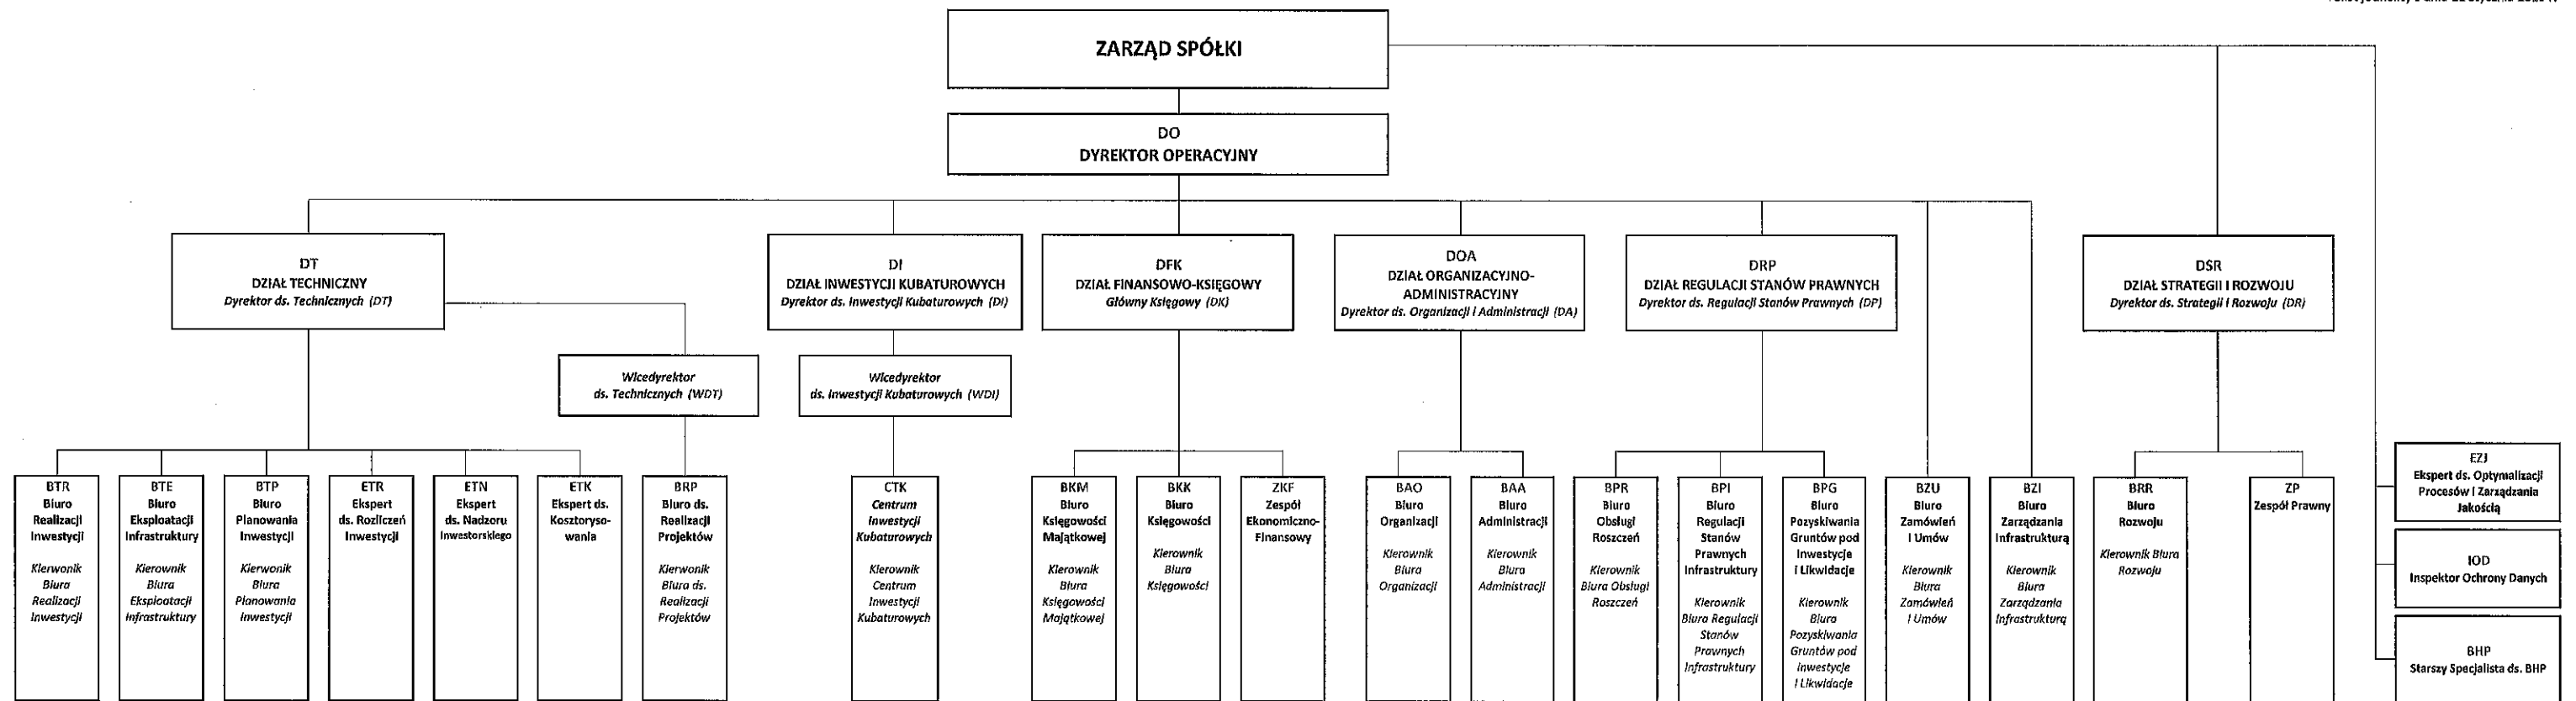 ZARZĄD SPÓŁKI
DO
DYREKTOR OPERACYJNY
DT
DZIAŁ TECHNICZNY
Dyrektor ds. Technicznych (DT)
DI
DZIAŁ INWESTYCJI KUBATUROWYCH
Dyrektor ds. Inwestycji Kubaturowych (DI)
DFK
DZIAŁ FINANSOWO-KSIĘGOWY
Główny Księgowy (DK)
DOA
DZIAŁ ORGANIZACYJNO-
ADMINISTRACYJNY
Dyrektor ds. Organizacji i Administracji (DA)
DRP
DZIAŁ REGULACJI STANÓW PRAWNYCH
Dyrektor ds. Regulacji Stanów Prawnych (DP)
DSR
DZIAŁ STRATEGII I ROZWOJU
Dyrektor ds. Strategii i Rozwoju (DR)
Wicedyrektor
ds. Technicznych (WDT)
Wicedyrektor
ds. Inwestycji Kubaturowych (WDI)
BTR
Biuro
Realizacji
Inwestycji
Kierwonik
Biura
Realizacji
Inwestycji
BTE
Biuro
Eksploatacji
Infrastruktury
Kierownik
Biura
Eksploatacji
Infrastruktury
BTP
Biuro
Planowania
Inwestycji
Kierwonik
Biura
Planowania
Inwestycji
ETR
Ekspert
ds. Rozliczeń
Inwestycji
ETN
Ekspert
ds. Nadzoru
Inwestorskiego
ETK
Ekspert ds.
Kosztoryso-
wania
BRP
Biuro ds.
Realizacji
Projektów
Kierwonik
Biura ds.
Realizacji
Projektów
CTK
Centrum
Inwestycji
Kubaturowych
Kierownik
Centrum
Inwestycji
Kubaturowych
BKM
Biuro
Księgowości
Majątkowej
Kierownik
Biura
Księgowości
Majątkowej
BKK
Biuro
Księgowości
Kierownik
Biura
Księgowości
ZKF
Zespół
Ekonomiczno-
Finansowy
BAO
Biuro
Organizacji
Kierownik
Biura
Organizacji
BAA
Biuro
Administracji
Kierownik
Biura
Administracji
BPR
Biuro
Obsługi
Roszczeń
Kierownik
Biura Obsługi
Roszczeń
BPI
Biuro
Regulacji
Stanów
Prawnych
Infrastruktury
Kierownik
Biura Regulacji
Stanów
Prawnych
Infrastruktury
BPG
Biuro
Pozyskiwania
Gruntów pod
Inwestycje
i Likwidacje
Kierownik
Biura
Pozyskiwania
Gruntów pod
Inwestycje
i Likwidacje
BZU
Biuro
Zamówień
i Umów
Kierownik
Biura
Zamówień
i Umów
BZI
Biuro
Zarządzania
Infrastrukturą
Kierownik
Biura
Zarządzania
Infrastrukturą
BRR
Biuro
Rozwoju
Kierownik Biura
Rozwoju
ZP
Zespół Prawny
EZJ
Ekspert ds. Optymalizacji
Procesów i Zarządzania
Jakością
IOD
Inspektor Ochrony Danych
BHP
Starszy Specjalista ds. BHP